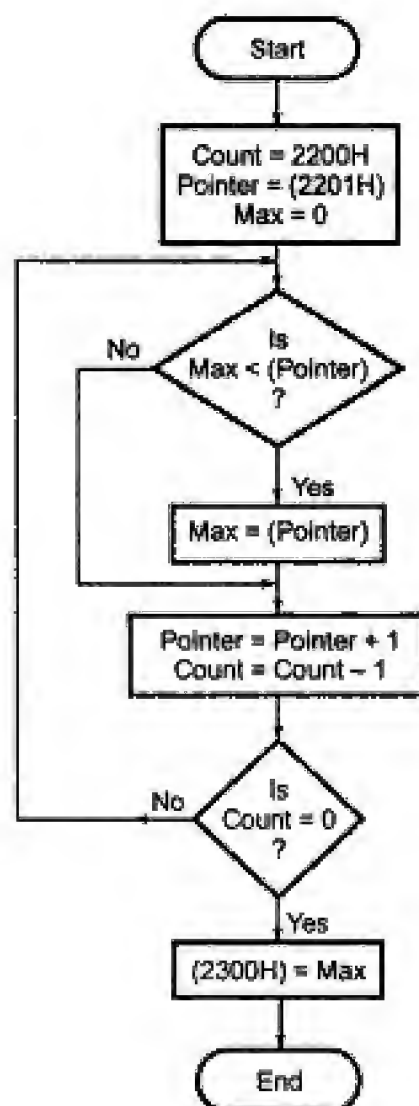 Start
Count = 2200H
Pointer = (2201H)
Max = 0
Is
Max < (Pointer)
?
No
Yes
Max = (Pointer)
Pointer = Pointer + 1
Count = Count – 1
Is
Count = 0
?
No
Yes
(2300H) = Max
End